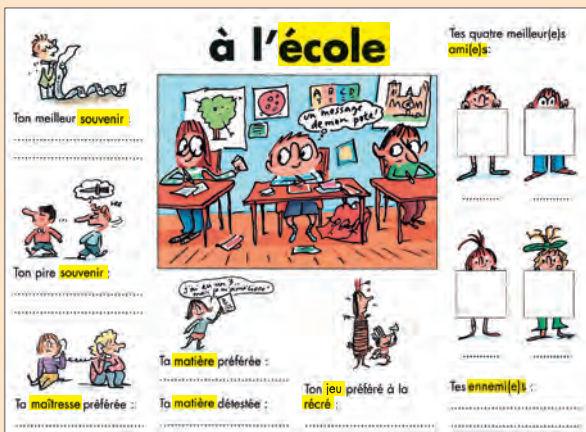 à l'école
Ton meilleur souvenir :
Ton pire souvenir :
Ta maîtresse préférée :
un message
de mon pote!
A B C D
Ta matière préférée :
Ta matière détestée :
Ton jeu préféré à la
récré :
Tes quatre meilleur(e)s
ami(e)s:
Tes ennemi(e)s :